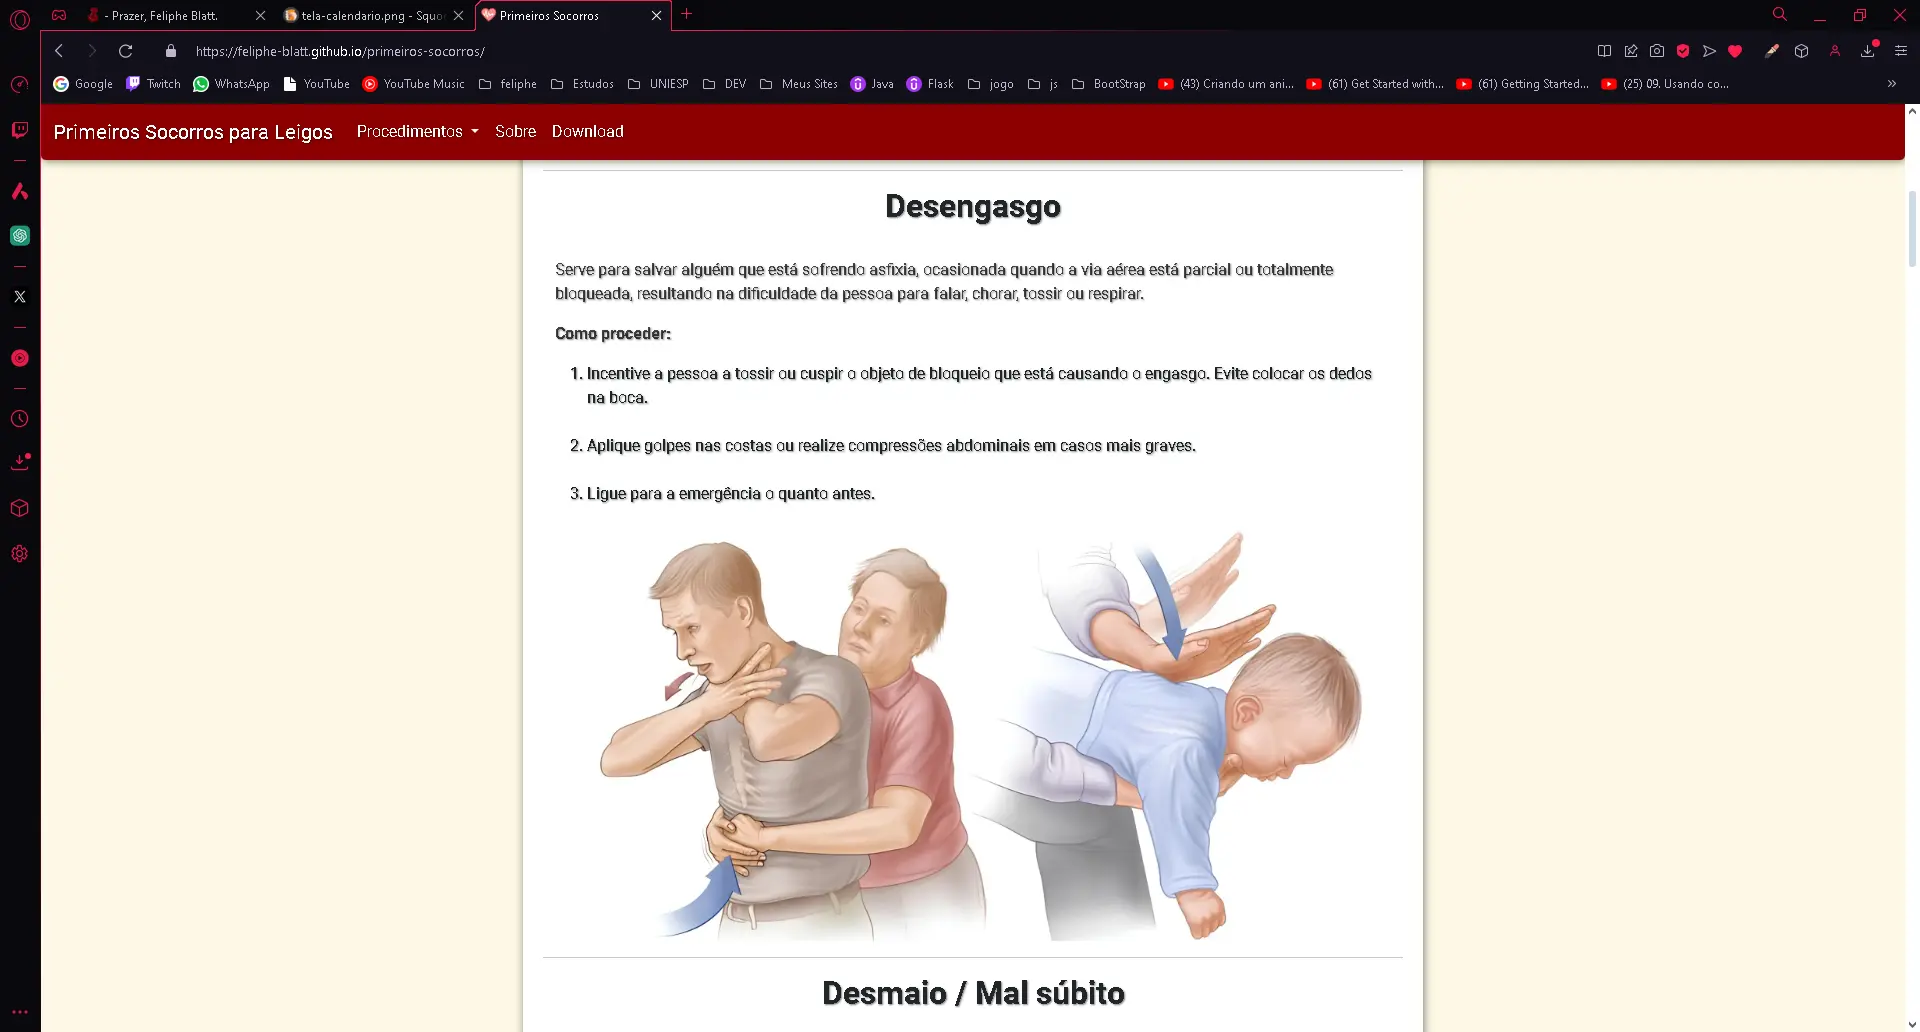 - Prazer, Feliphe Blatt.
tela-calendario.png - Squo
Primeiros Socorros
https://feliphe-blatt.github.io/primeiros-socorros/
Google Twitch WhatsApp YouTube YouTube Music feliphe Estudos UNIESP DEV Meus Sites Java Flask jogo js BootStrap (43) Criando um ani... (61) Get Started with... (61) Getting Started... (25) 09. Usando co...
Primeiros Socorros para Leigos Procedimentos Sobre Download
Desengasgo
Serve para salvar alguém que está sofrendo asfixia, ocasionada quando a via aérea está parcial ou totalmente
bloqueada, resultando na dificuldade da pessoa para falar, chorar, tossir ou respirar.
Como proceder:
1. Incentive a pessoa a tossir ou cuspir o objeto de bloqueio que está causando o engasgo. Evite colocar os dedos
na boca.
2. Aplique golpes nas costas ou realize compressões abdominais em casos mais graves.
3. Ligue para a emergência o quanto antes.
Desmaio / Mal súbito